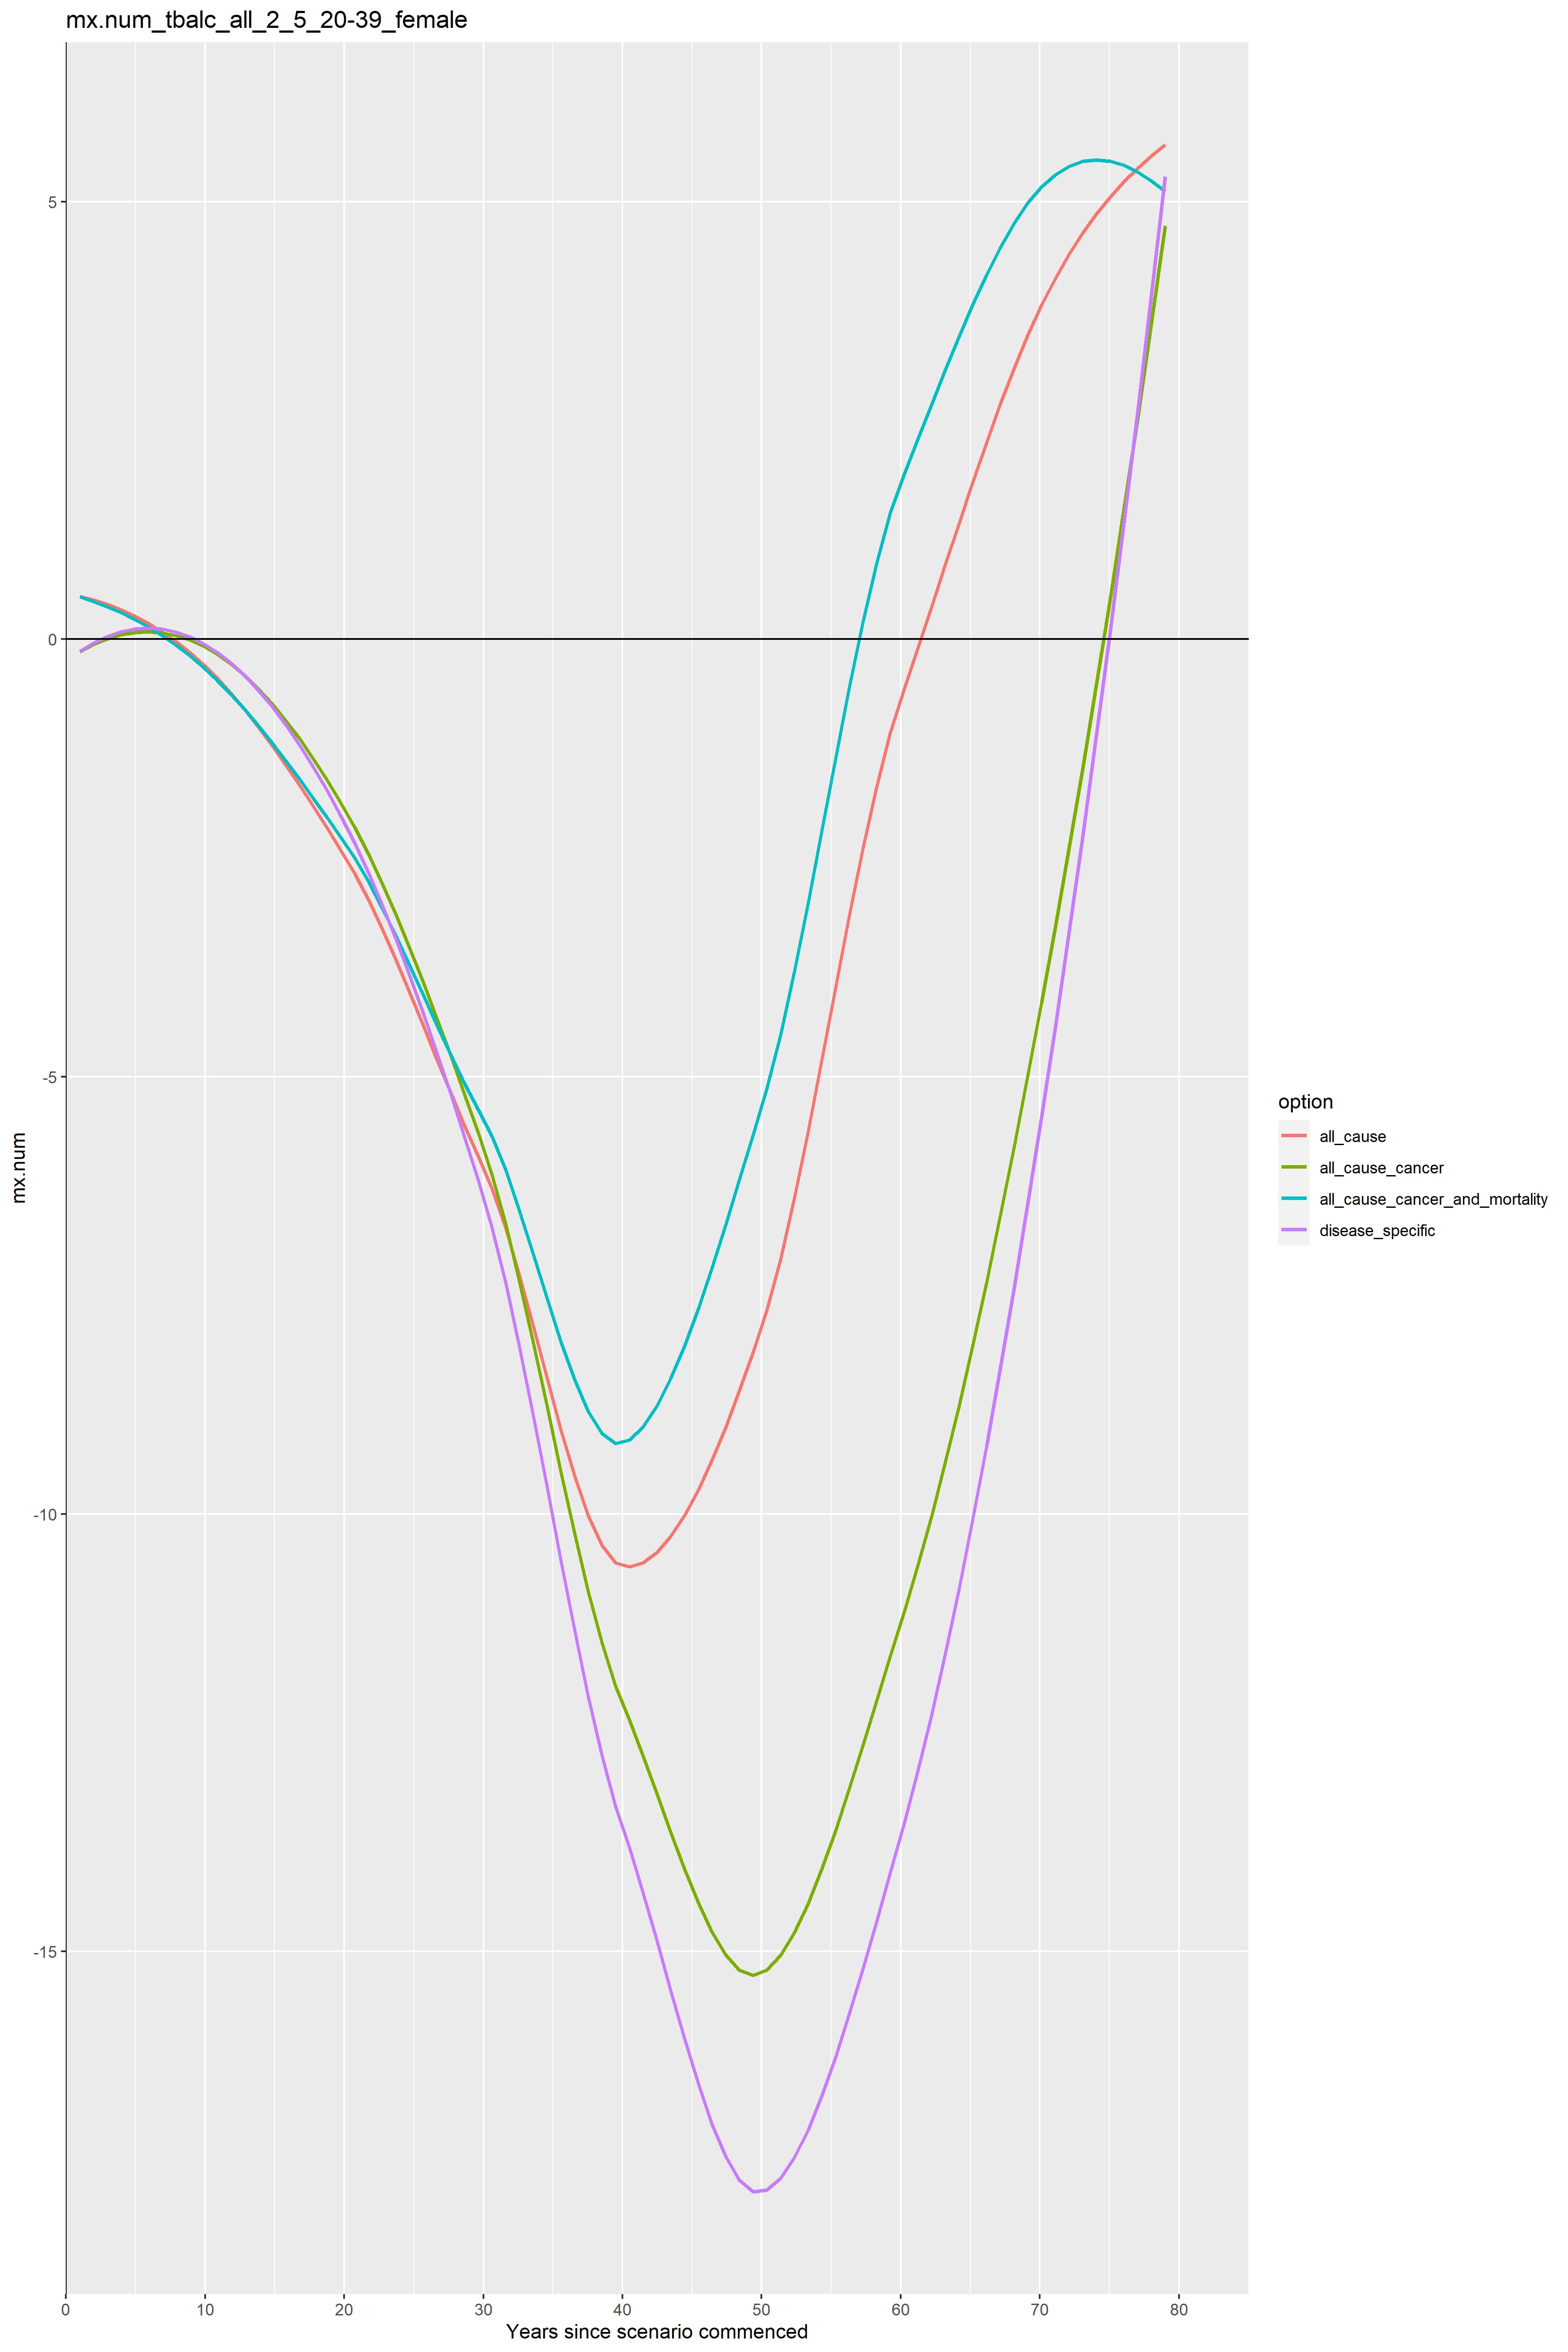 mx.num_tbalc_all_2_5_20-39_female
5
0
-5
-10
-15
mx.num
0 10 20 30 40 50 60 70 80
Years since scenario commenced
option
all_cause
all_cause_cancer
all_cause_cancer_and_mortality
disease_specific